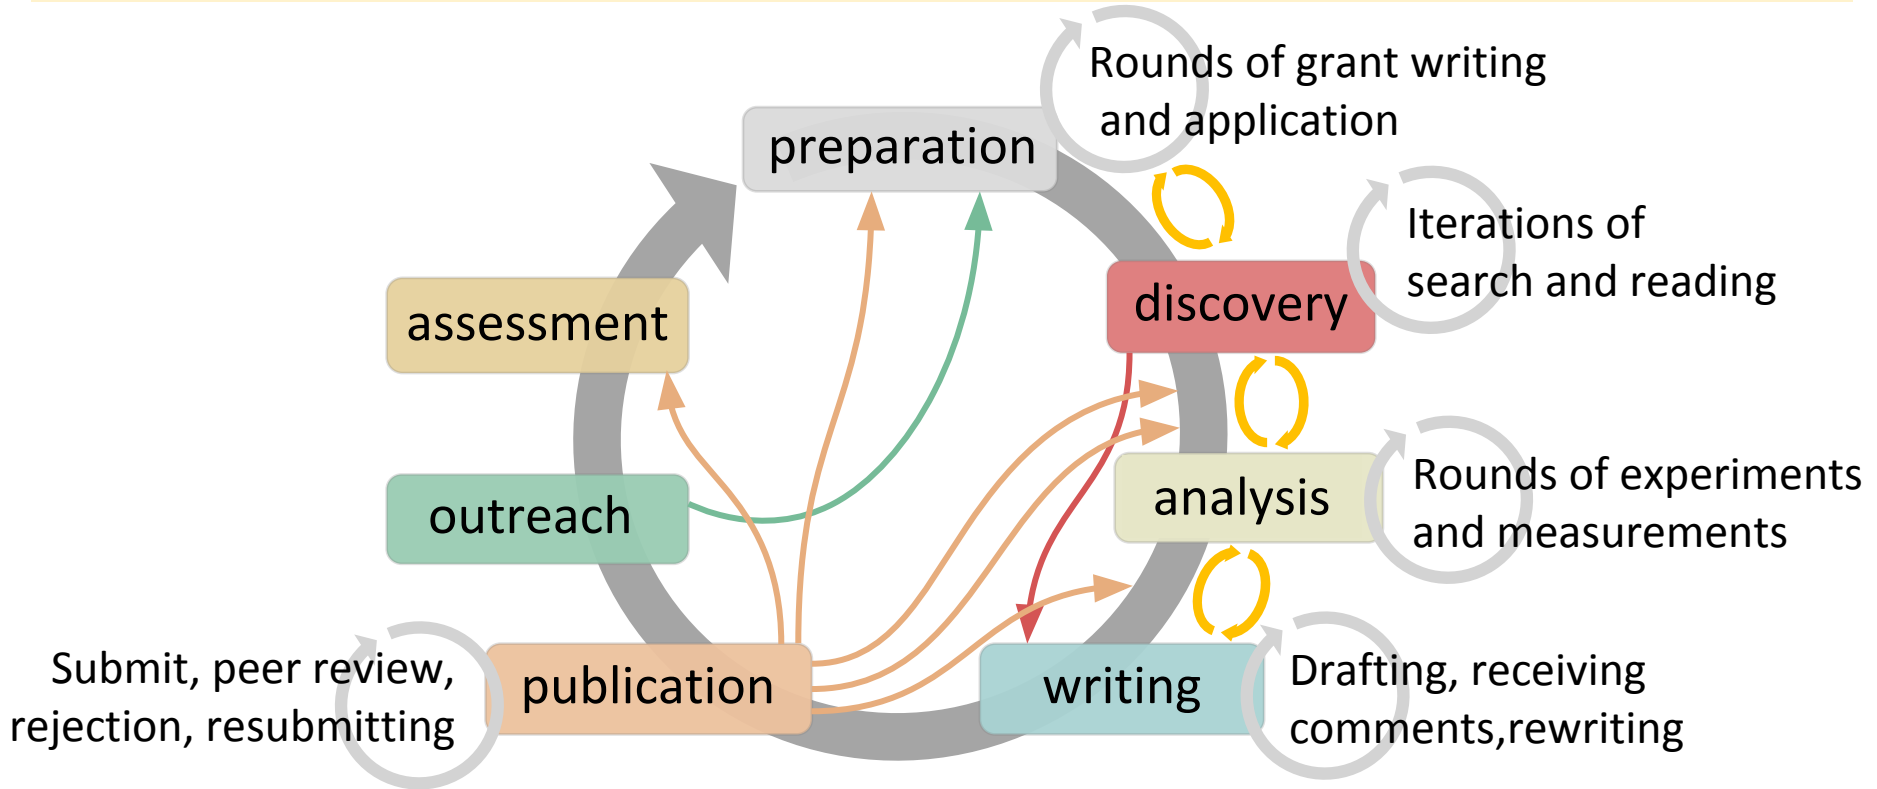 Rounds of grant writing
and application
preparation
Iterations of
search and reading
discovery
assessment
Rounds of experiments
and measurements
analysis
outreach
Submit, peer review,
rejection, resubmitting
publication
writing
Drafting, receiving
comments,rewriting